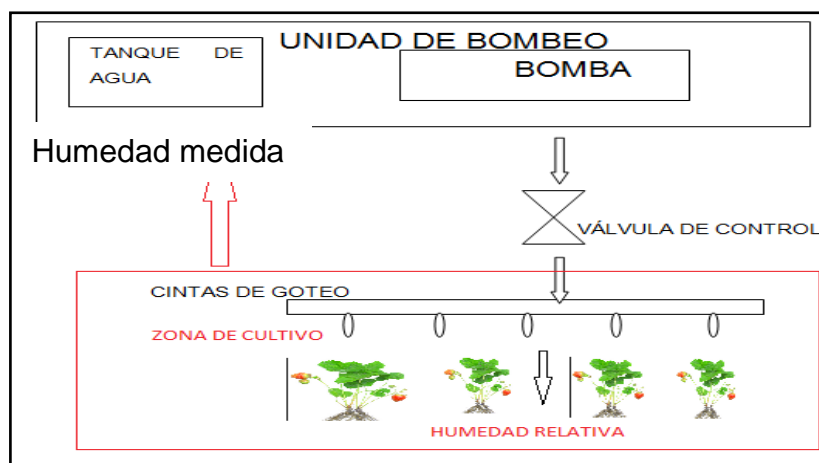 UNIDAD DE BOMBEO
TANQUE DE
AGUA
BOMBA
Humedad medida
VÁLVULA DE CONTROL
CINTAS DE GOTEO
ZONA DE CULTIVO
HUMEDAD RELATIVA